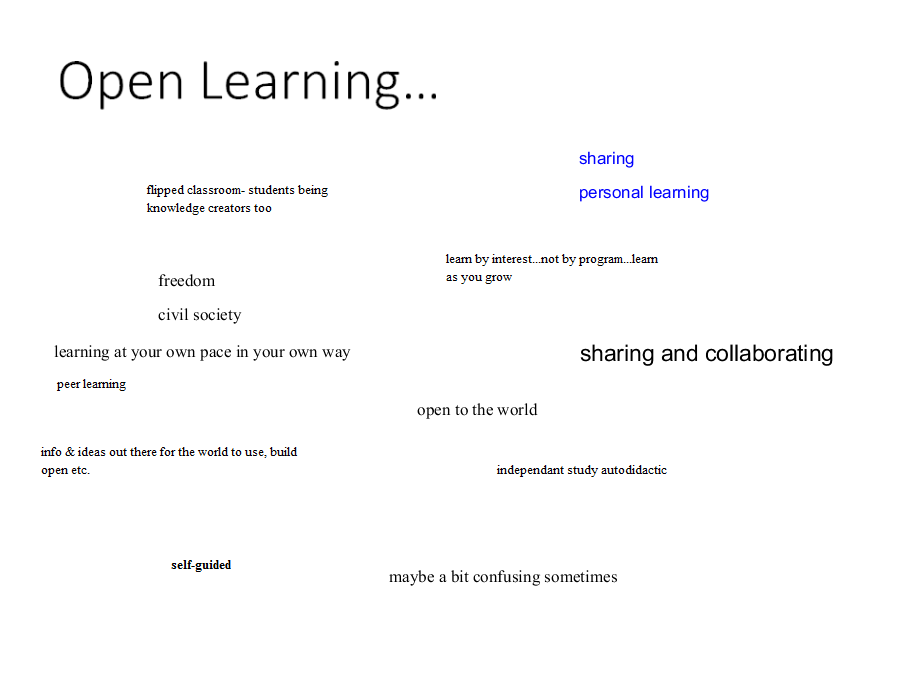 Open Learning...
sharing
flipped classroom- students being
knowledge creators too
personal learning
learn by interest...not by program...learn
as you grow
freedom
civil society
learning at your own pace in your own way
sharing and collaborating
peer learning
open to the world
info & ideas out there for the world to use, build
open etc.
independant study autodidactic
self-guided
maybe a bit confusing sometimes